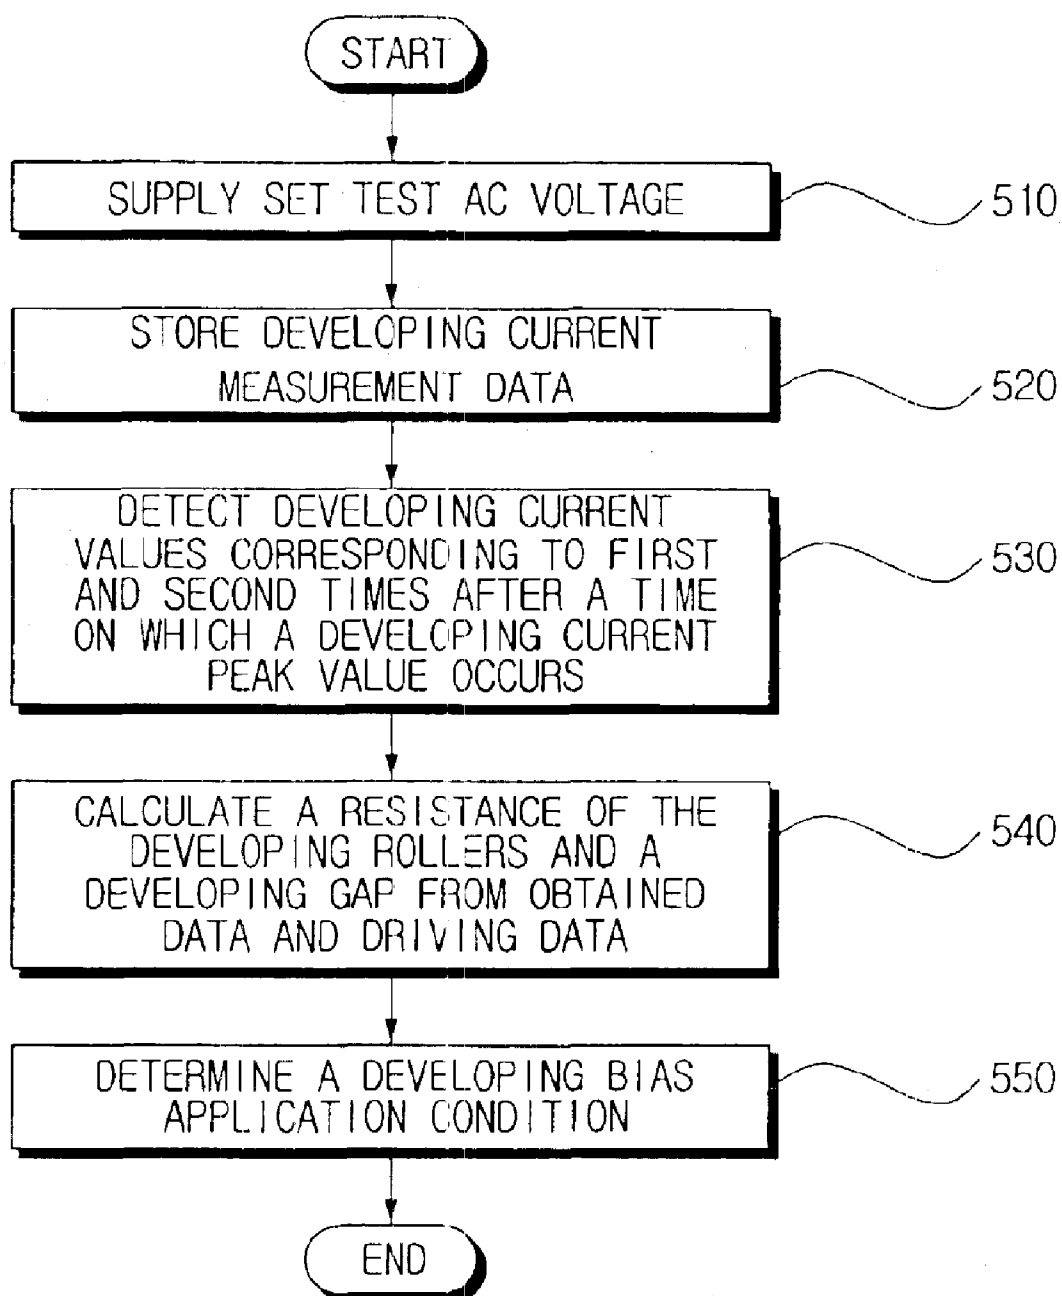 START
SUPPLY SET TEST AC VOLTAGE
510
STORE DEVELOPING CURRENT
MEASUREMENT DATA
520
DETECT DEVELOPING CURRENT
VALUES CORRESPONDING TO FIRST
AND SECOND TIMES AFTER A TIME
ON WHICH A DEVELOPING CURRENT
PEAK VALUE OCCURS
530
CALCULATE A RESISTANCE OF THE
DEVELOPING ROLLERS AND A
DEVELOPING GAP FROM OBTAINED
DATA AND DRIVING DATA
540
DETERMINE A DEVELOPING BIAS
APPLICATION CONDITION
550
END